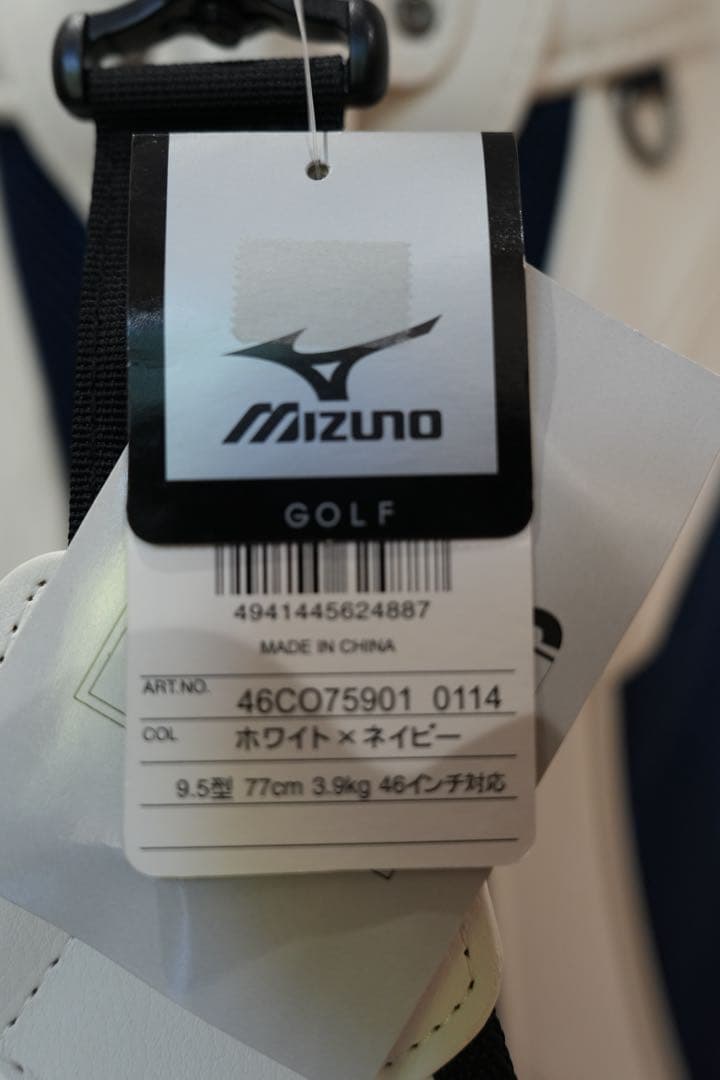 MIZUNO
GOLF
4941445624887
MADE IN CHINA
ART.NO. 46CO75901 0114
COL ホワイト×ネイビー
9.5型 77cm 3.9kg 46インチ対応